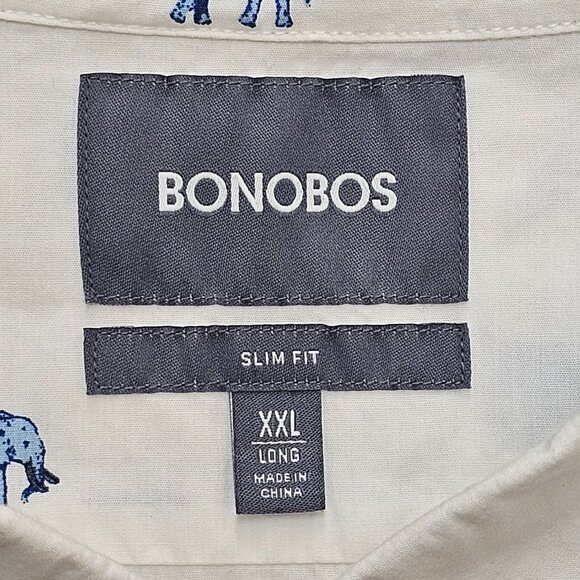 BONOBOS
SLIM FIT
XXL
LONG
MADE IN
CHINA